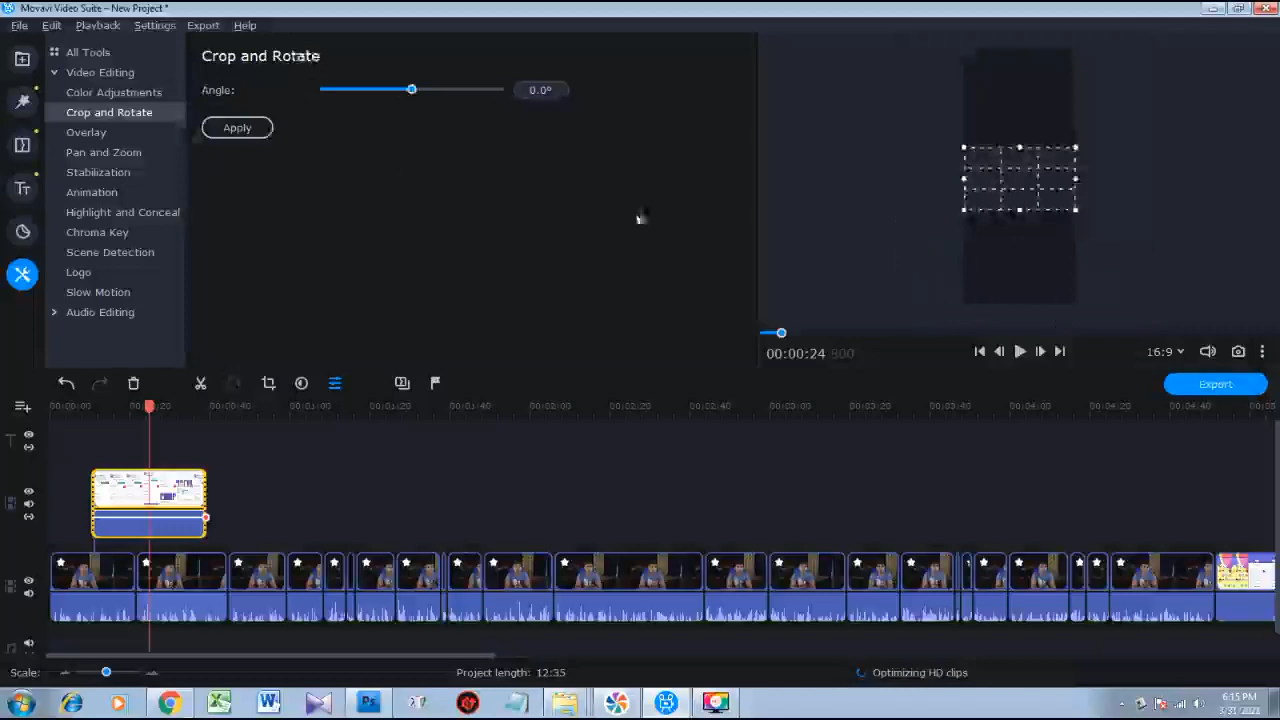 Movavi Video Suite – New Project *
File Edit Playback Settings Export Help
All Tools
Video Editing
Color Adjustments
Crop and Rotate
Overlay
Pan and Zoom
Stabilization
Animation
Highlight and Conceal
Chroma Key
Scene Detection
Logo
Slow Motion
Audio Editing
Crop and Rotate
Angle: 0.0°
Apply
00:00:24 800
16:9
Export
00:00:00 00:00:20 00:00:40 00:01:00 00:01:20 00:01:40 00:02:00 00:02:20 00:02:40 00:03:00 00:03:20 00:03:40 00:04:00 00:04:20 00:04:40
Scale: Project length: 12:35 Optimizing HD clips
6:15 PM
3/31/2021